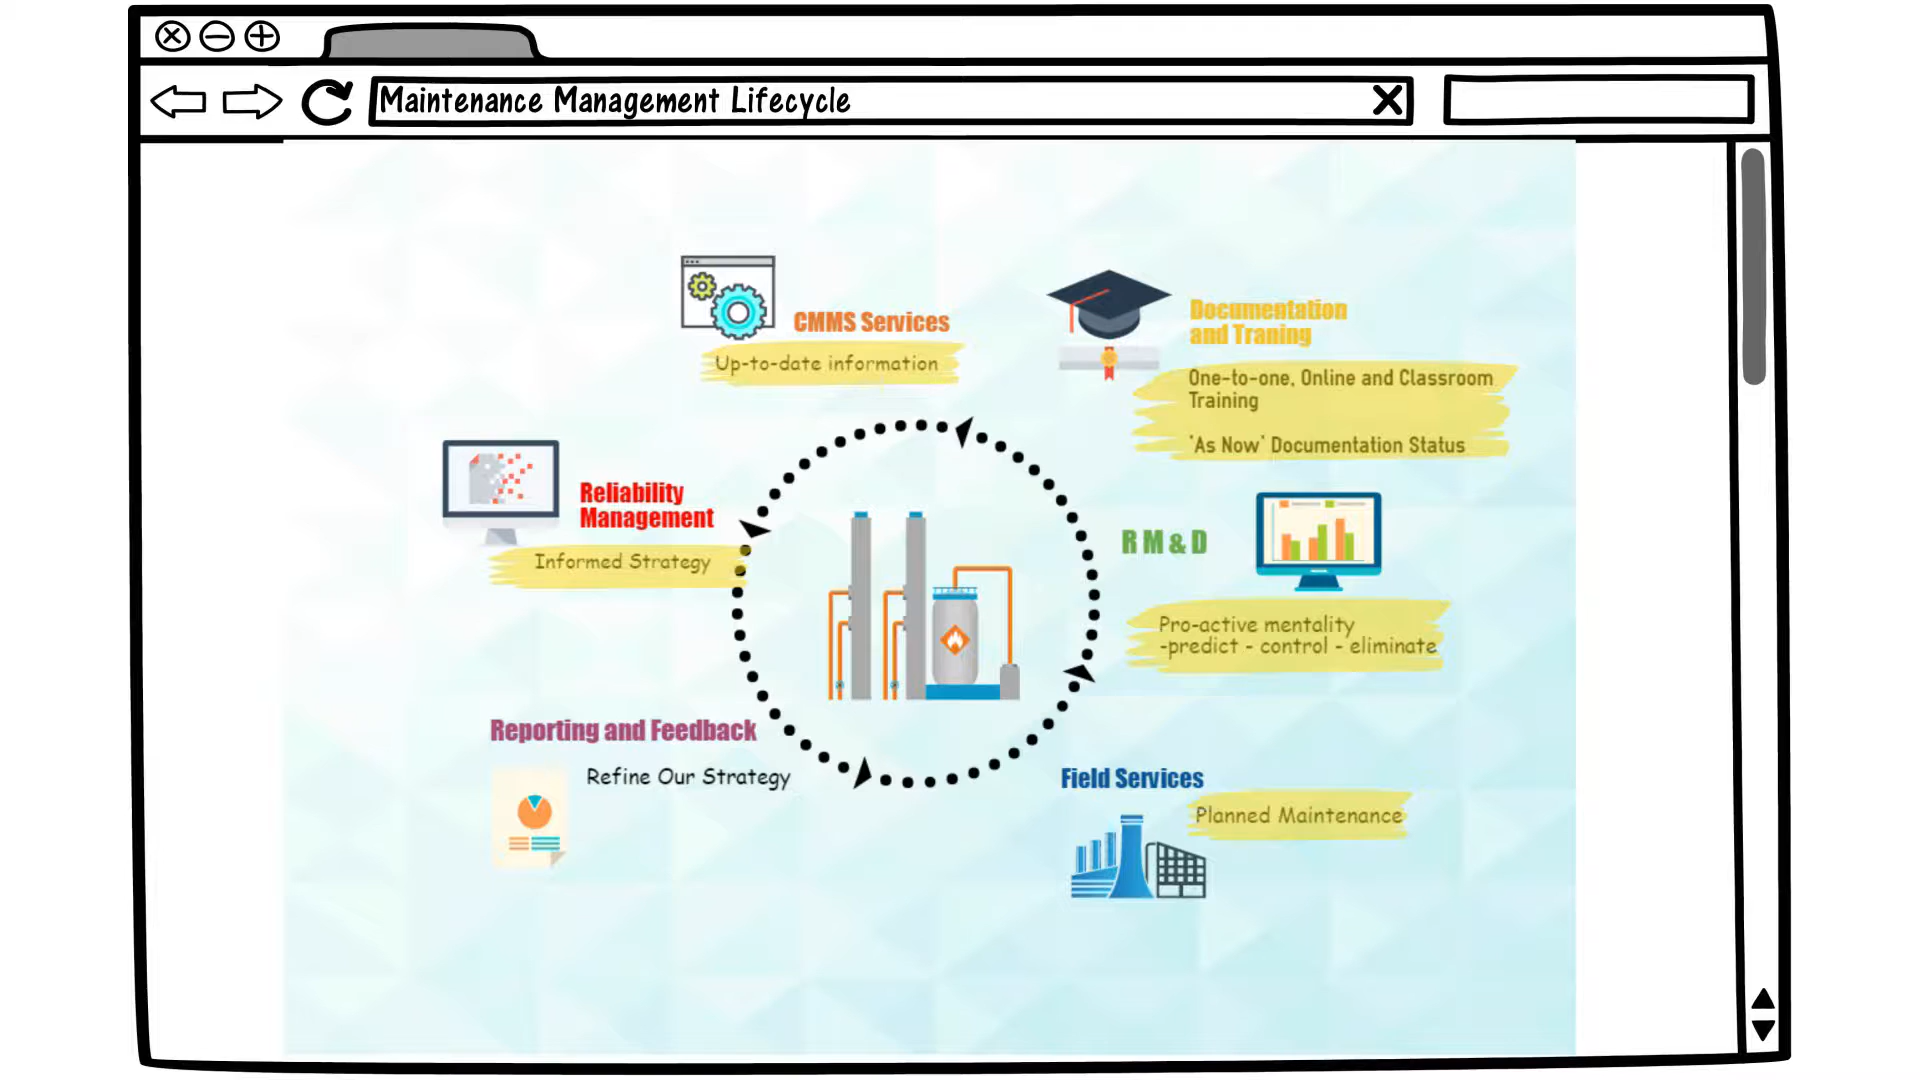 Maintenance Management Lifecycle
CMMS Services
Up-to-date information
Documentation
and Traning
One-to-one, Online and Classroom
Training
'As Now' Documentation Status
Reliability
Management
Informed Strategy
R M & D
Pro-active mentality
-predict - control - eliminate
Reporting and Feedback
Refine Our Strategy
Field Services
Planned Maintenance